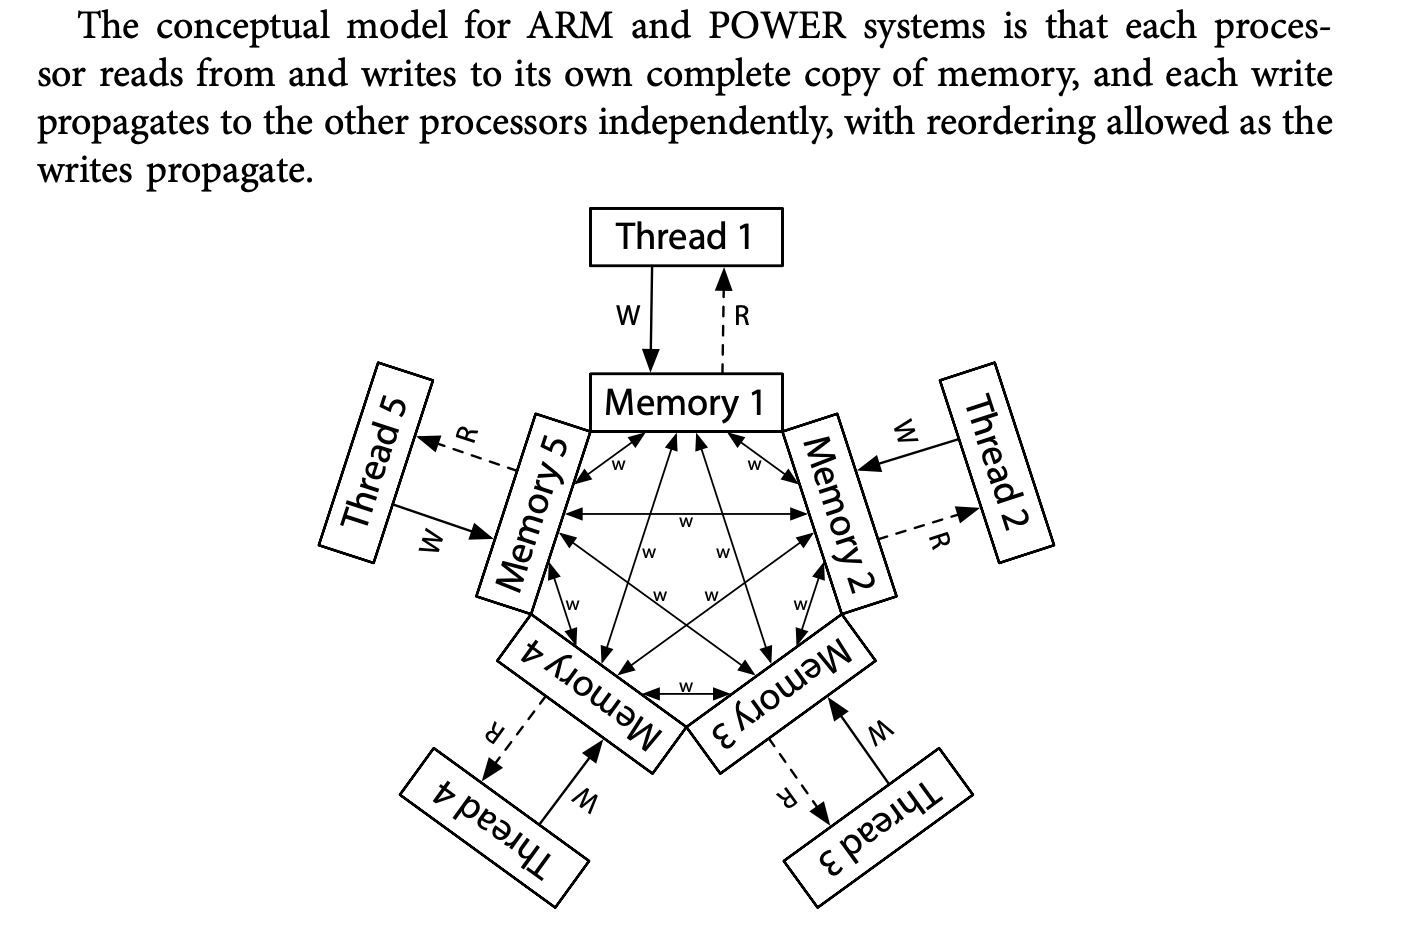 The conceptual model for ARM and POWER systems is that each proces-
sor reads from and writes to its own complete copy of memory, and each write
propagates to the other processors independently, with reordering allowed as the
writes propagate.
Thread 1
W
R
Memory 1
Thread 5
R
W
Memory 5
Memory 2
W
R
Thread 2
W
W
W
W
W
W
W
W
W
W
Memory 4
Memory 3
R
W
R
W
Thread 4
Thread 3